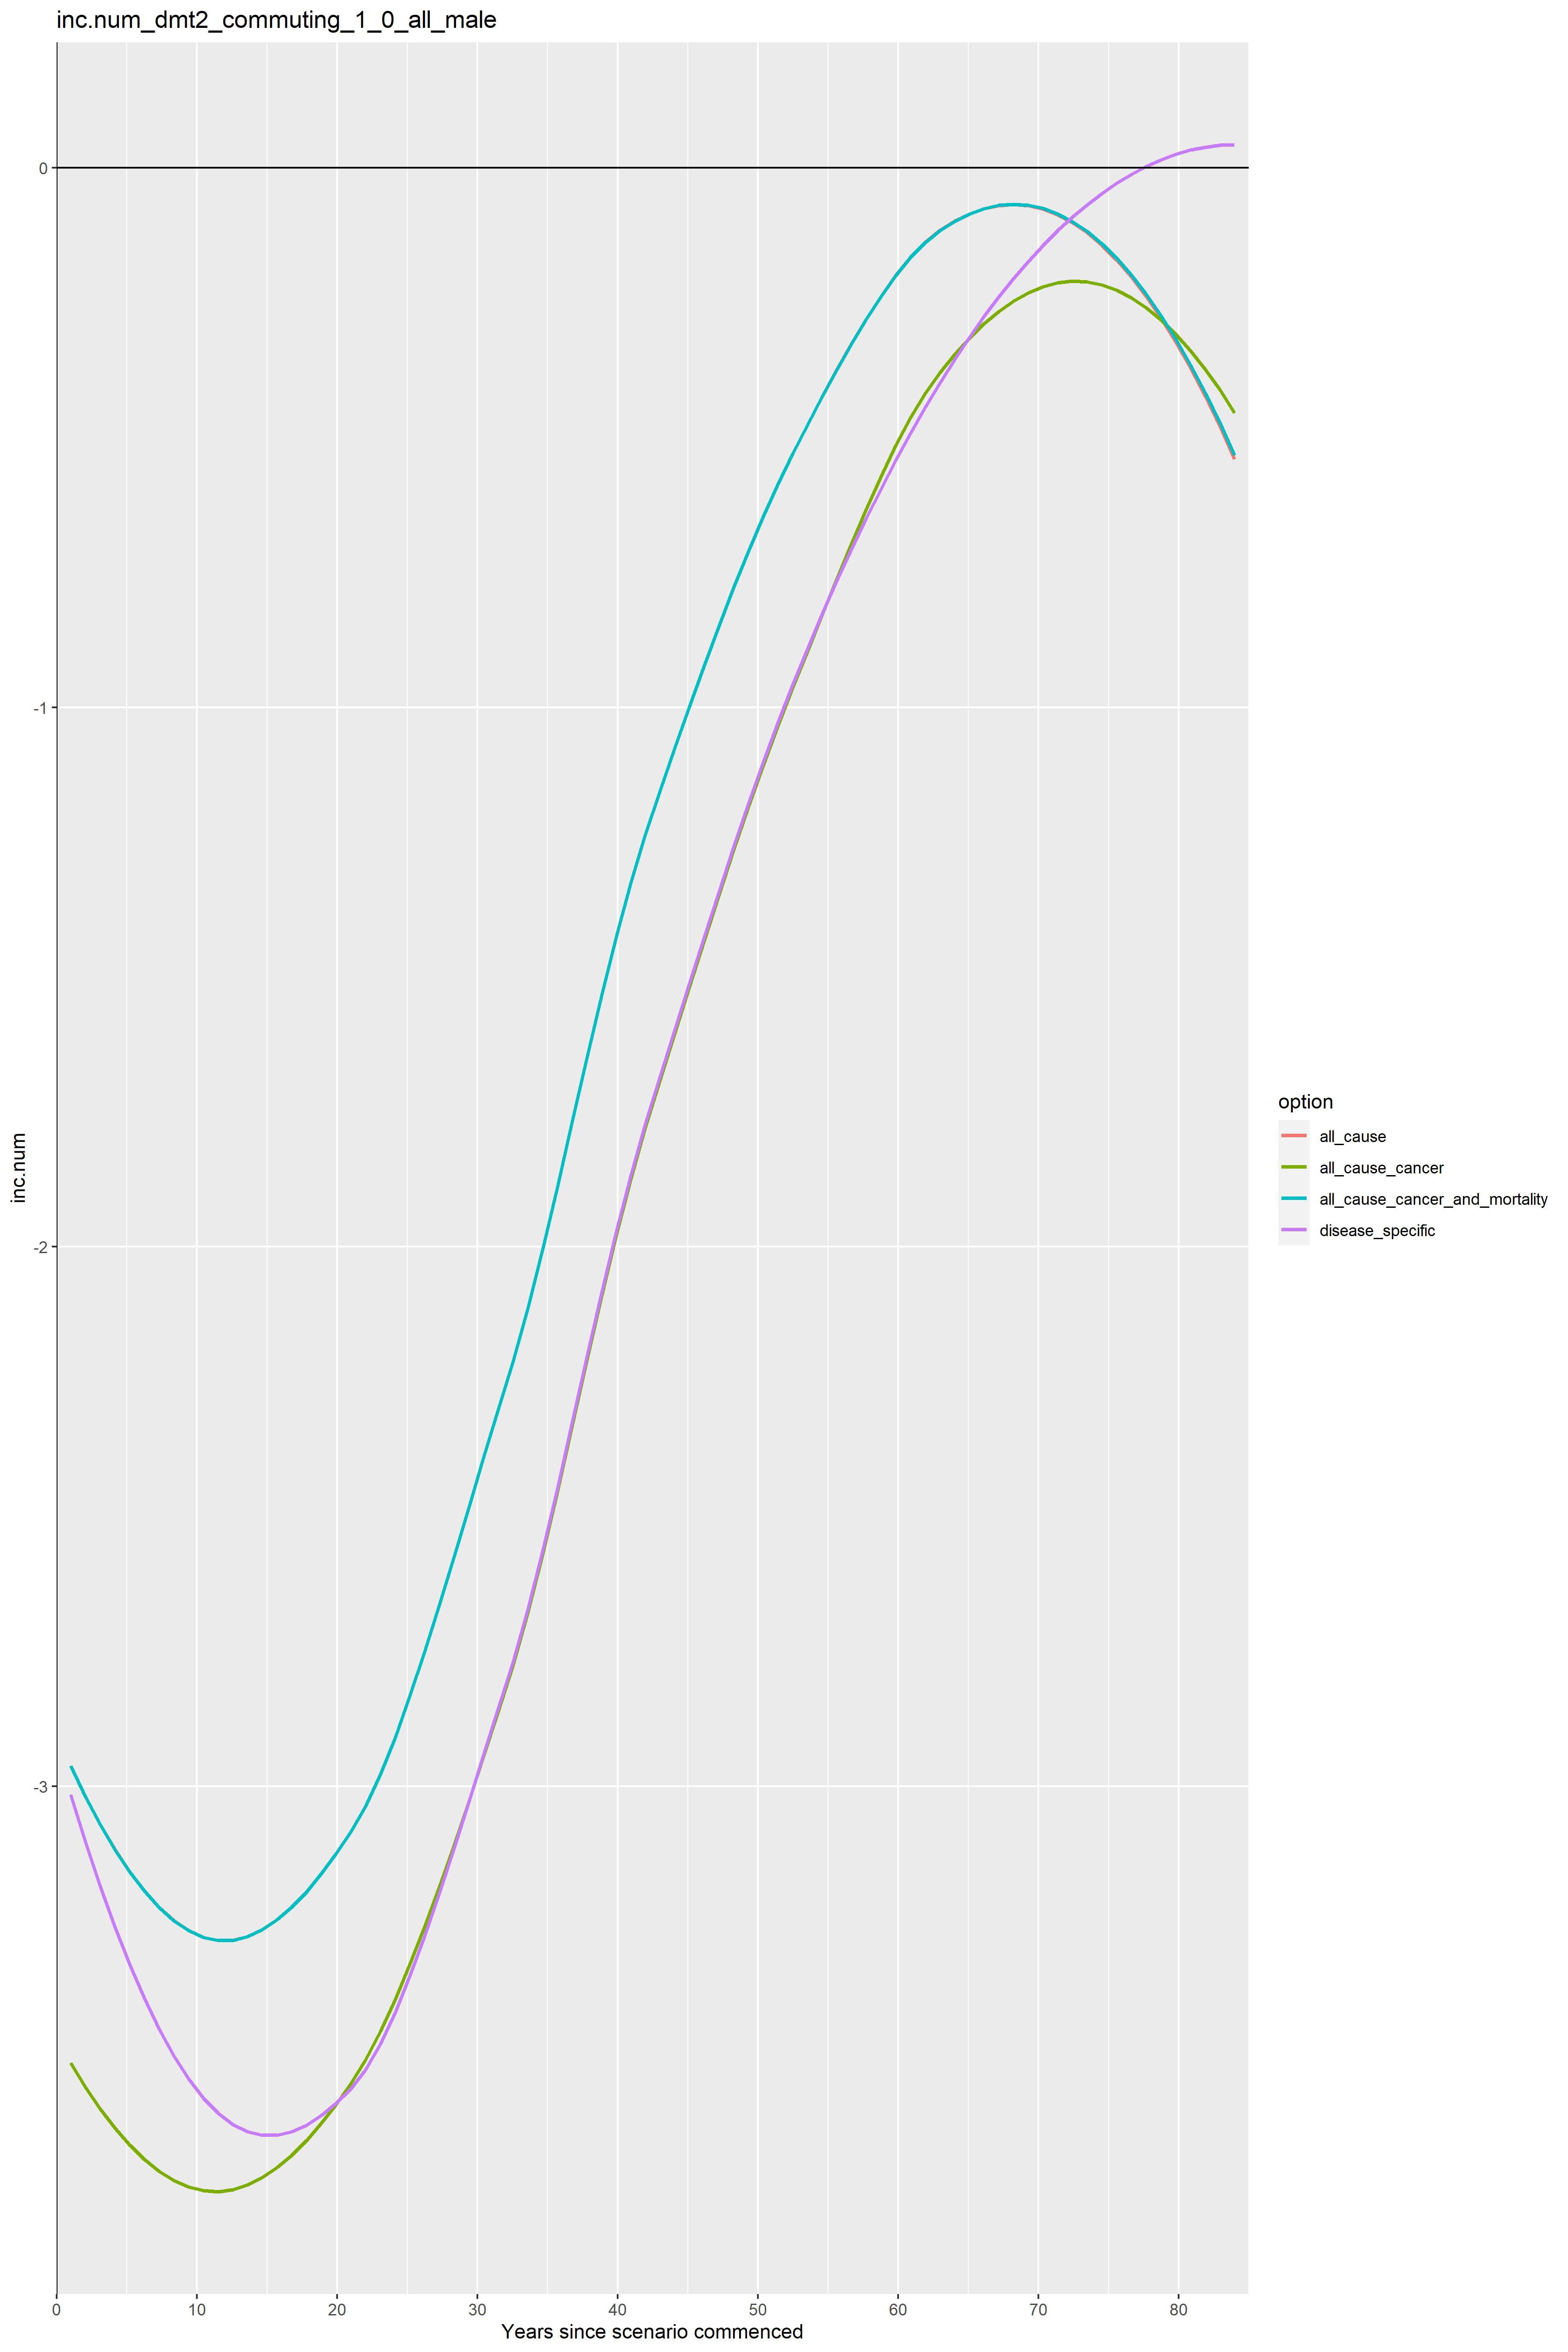 inc.num_dmt2_commuting_1_0_all_male
0
-1
-2
-3
inc.num
0 10 20 30 40 50 60 70 80
Years since scenario commenced
option
all_cause
all_cause_cancer
all_cause_cancer_and_mortality
disease_specific